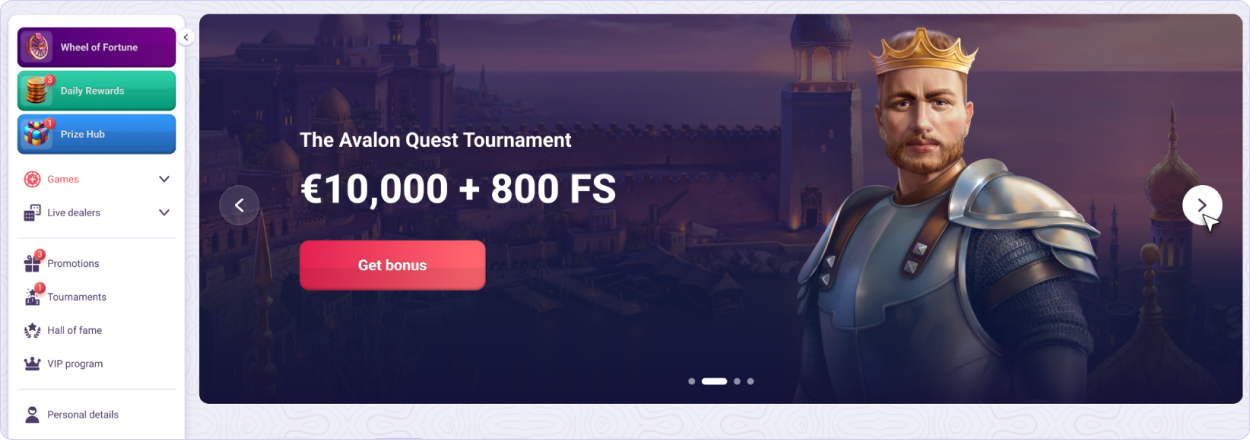 Wheel of Fortune
3
Daily Rewards
1
Prize Hub
Games
Live dealers
3
Promotions
1
Tournaments
Hall of fame
VIP program
Personal details
The Avalon Quest Tournament
€10,000 + 800 FS
Get bonus